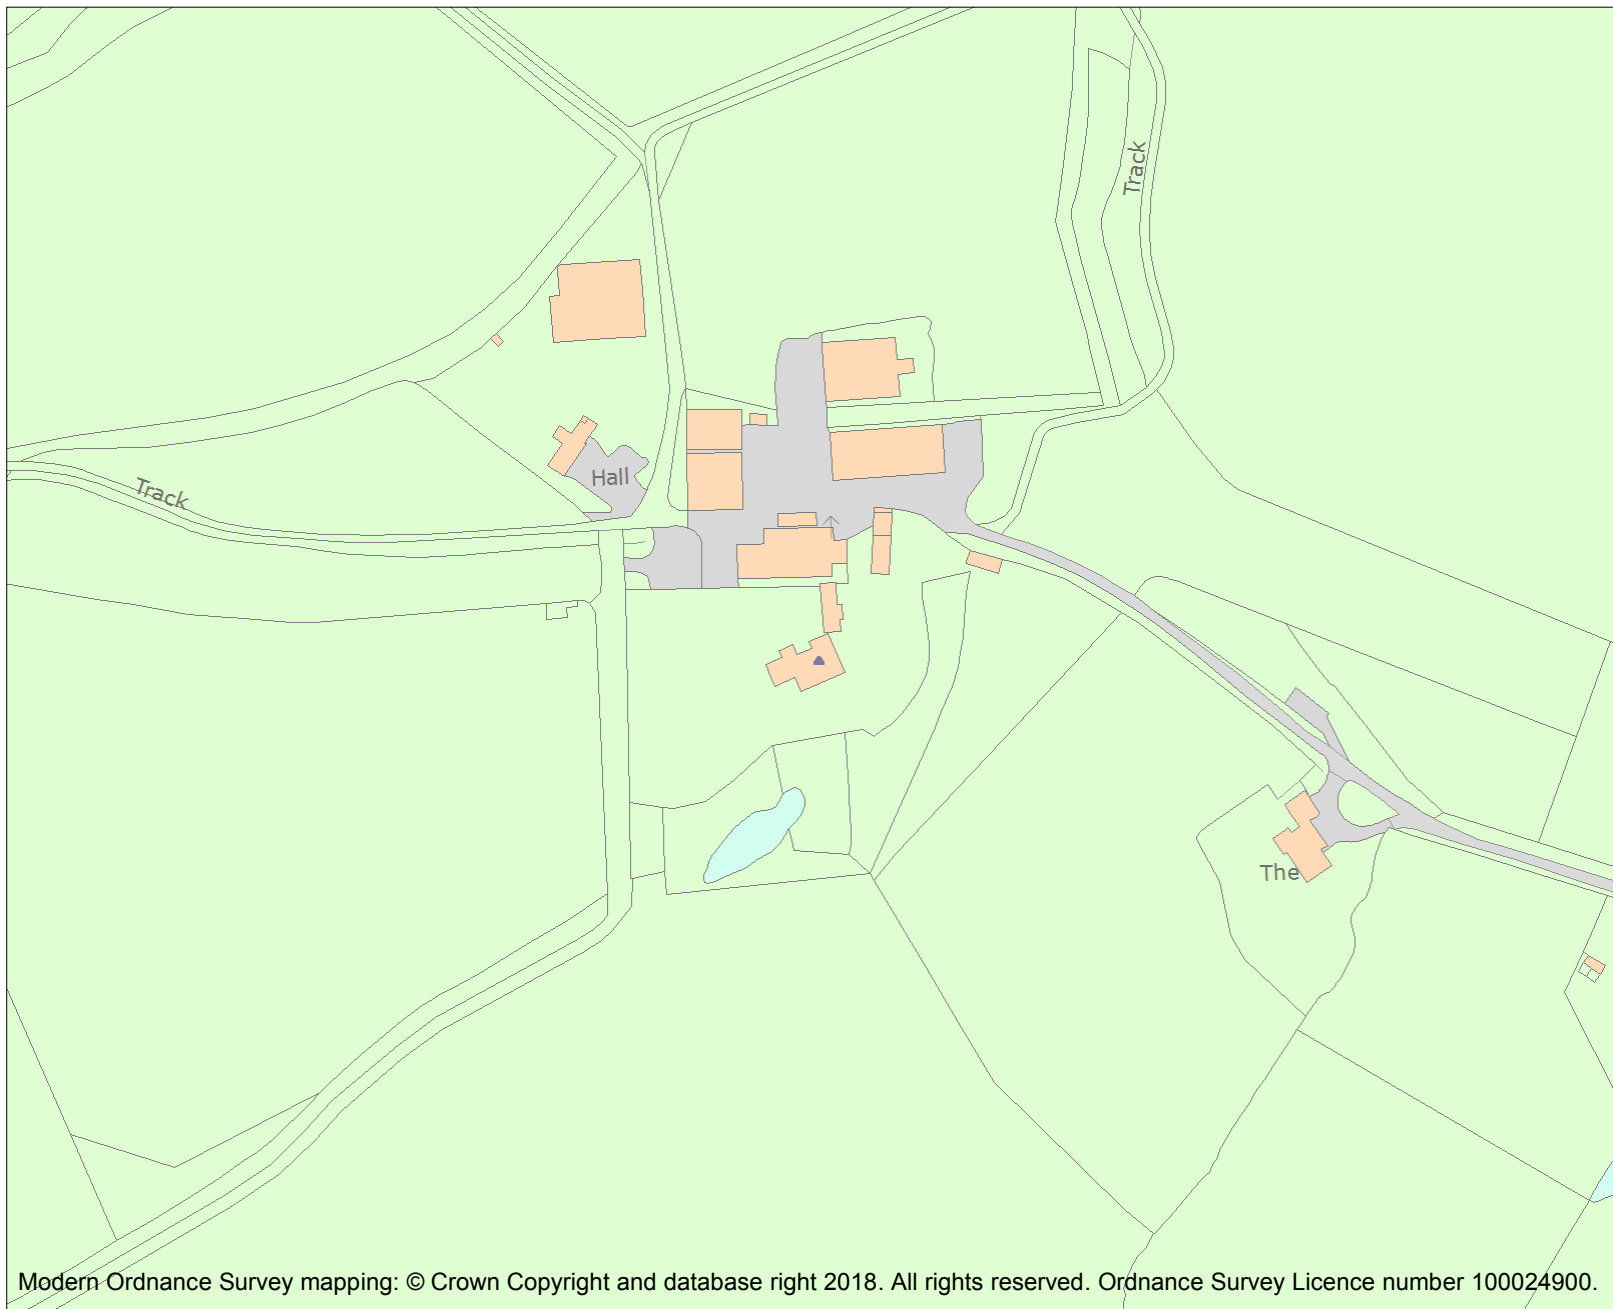 Track
Track
Hall
The
Modern Ordnance Survey mapping: © Crown Copyright and database right 2018. All rights reserved. Ordnance Survey Licence number 100024900.